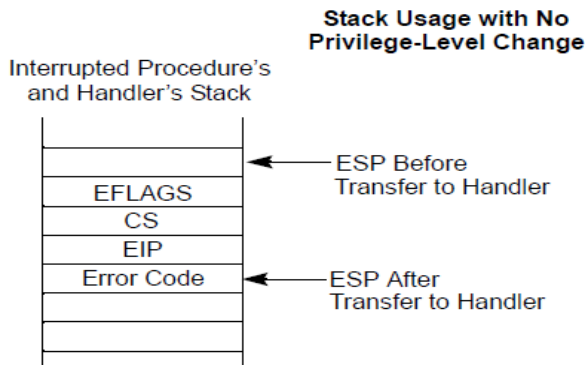 Stack Usage with No
Privilege-Level Change
Interrupted Procedure's
and Handler's Stack
ESP Before
Transfer to Handler
EFLAGS
CS
EIP
Error Code
ESP After
Transfer to Handler